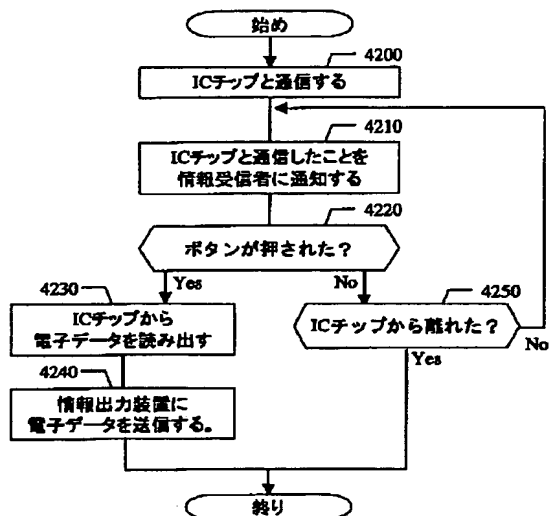 始め
4200
ICチップと通信する
4210
ICチップと通信したことを
情報受信者に通知する
4220
ボタンが押された？
Yes
No
4230
ICチップから
電子データを読み出す
4250
ICチップから離れた？
No
Yes
4240
情報出力装置に
電子データを送信する。
終り